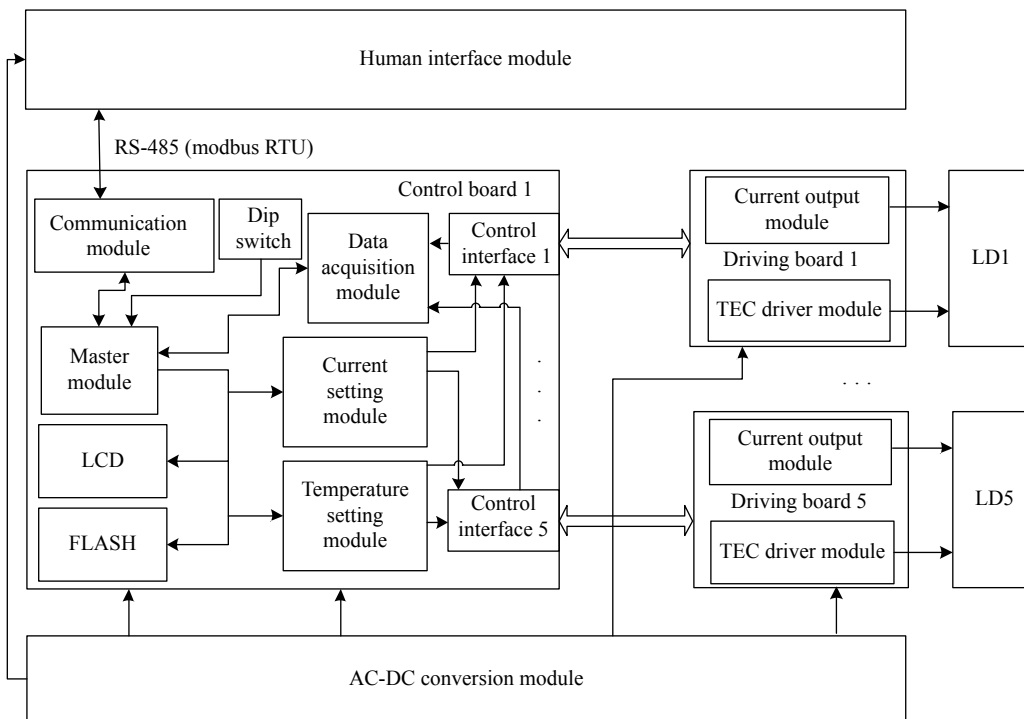 Human interface module
RS-485 (modbus RTU)
Control board 1
Communication
module
Dip
switch
Data
acquisition
module
Control
interface 1
Master
module
Current
setting
module
LCD
FLASH
Temperature
setting
module
Control
interface 5
. . .
Current output
module
Driving board 1
TEC driver module
LD1
. . .
Current output
module
Driving board 5
TEC driver module
LD5
AC-DC conversion module